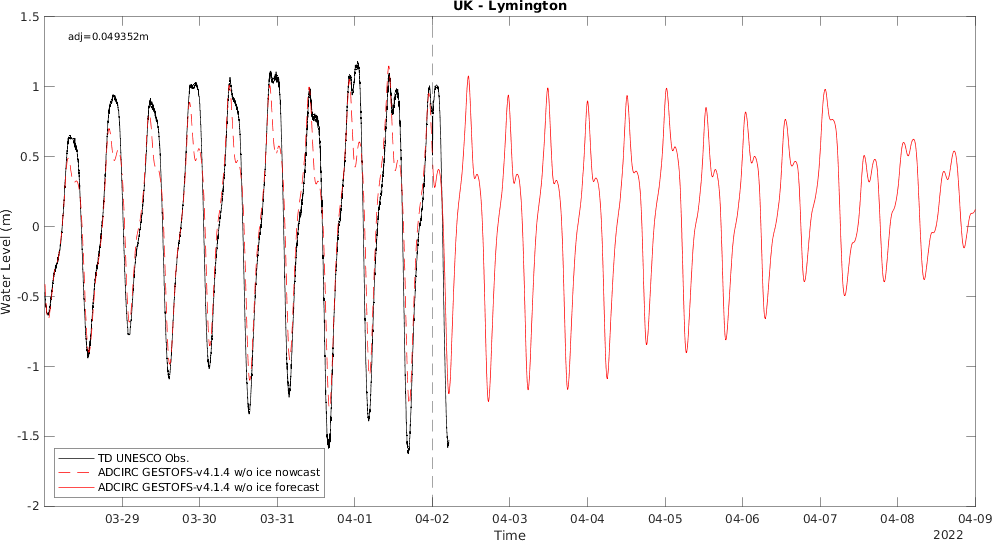 UK - Lymington
adj=0.049352m
Water Level (m)
1.5
1
0.5
0
-0.5
-1
-1.5
-2
TD UNESCO Obs.
ADCIRC GESTOFS-v4.1.4 w/o ice nowcast
ADCIRC GESTOFS-v4.1.4 w/o ice forecast
03-29 03-30 03-31 04-01 04-02 04-03 04-04 04-05 04-06 04-07 04-08 04-09
Time
2022